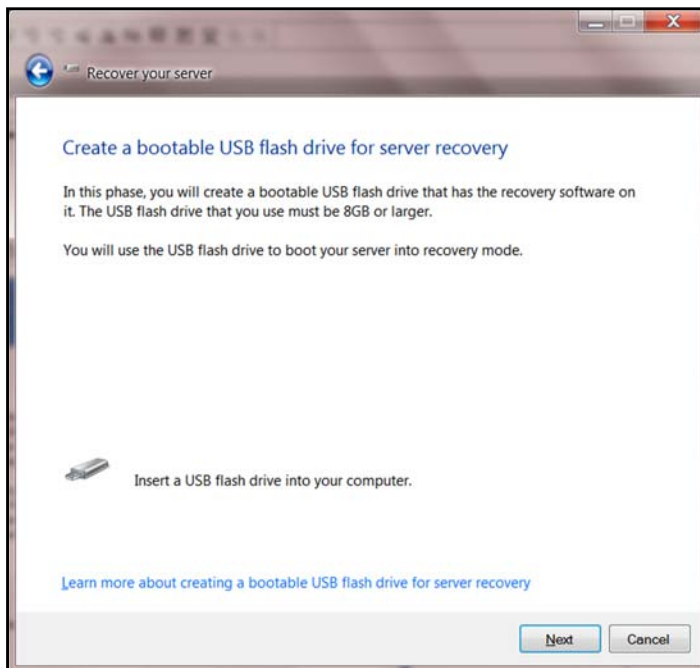 Recover your server
Create a bootable USB flash drive for server recovery
In this phase, you will create a bootable USB flash drive that has the recovery software on
it. The USB flash drive that you use must be 8GB or larger.
You will use the USB flash drive to boot your server into recovery mode.
Insert a USB flash drive into your computer.
Learn more about creating a bootable USB flash drive for server recovery
Next Cancel